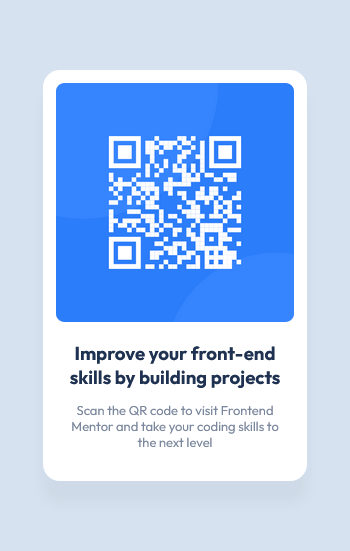 Improve your front-end
skills by building projects
Scan the QR code to visit Frontend
Mentor and take your coding skills to
the next level